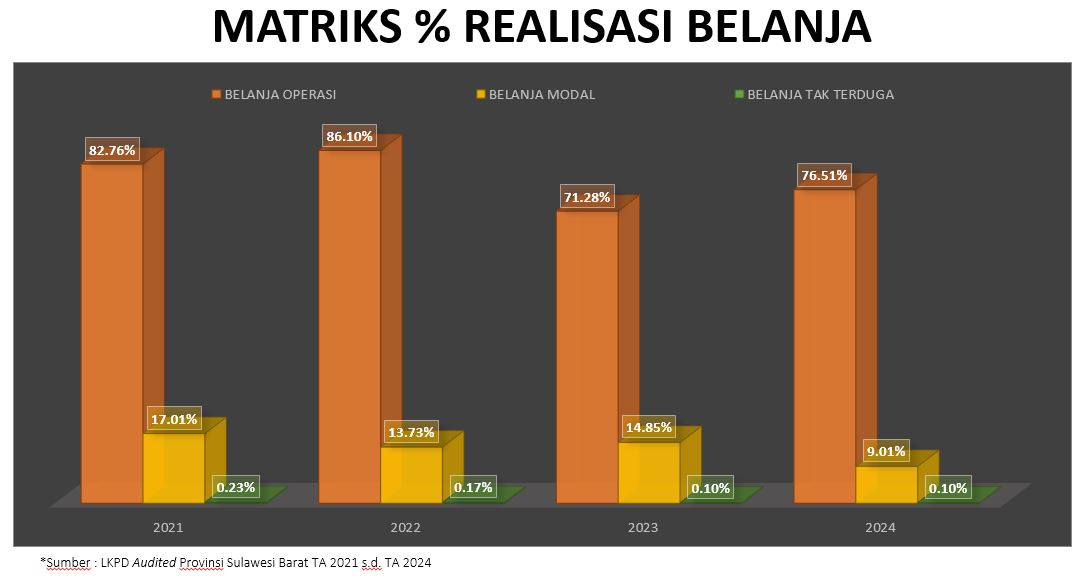 MATRIKS % REALISASI BELANJA
BELANJA OPERASI BELANJA MODAL BELANJA TAK TERDUGA
82.76% 86.10% 71.28% 76.51%
17.01% 13.73% 14.85% 9.01%
0.23% 0.17% 0.10% 0.10%
2021 2022 2023 2024
*Sumber : LKPD Audited Provinsi Sulawesi Barat TA 2021 s.d. TA 2024